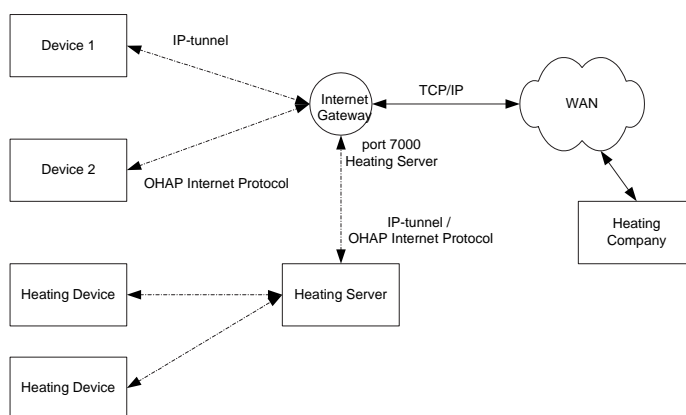 Device 1
IP-tunnel
Internet
Gateway
TCP/IP
WAN
Device 2
OHAP Internet Protocol
port 7000
Heating Server
Heating
Company
IP-tunnel /
OHAP Internet Protocol
Heating Device
Heating Server
Heating Device